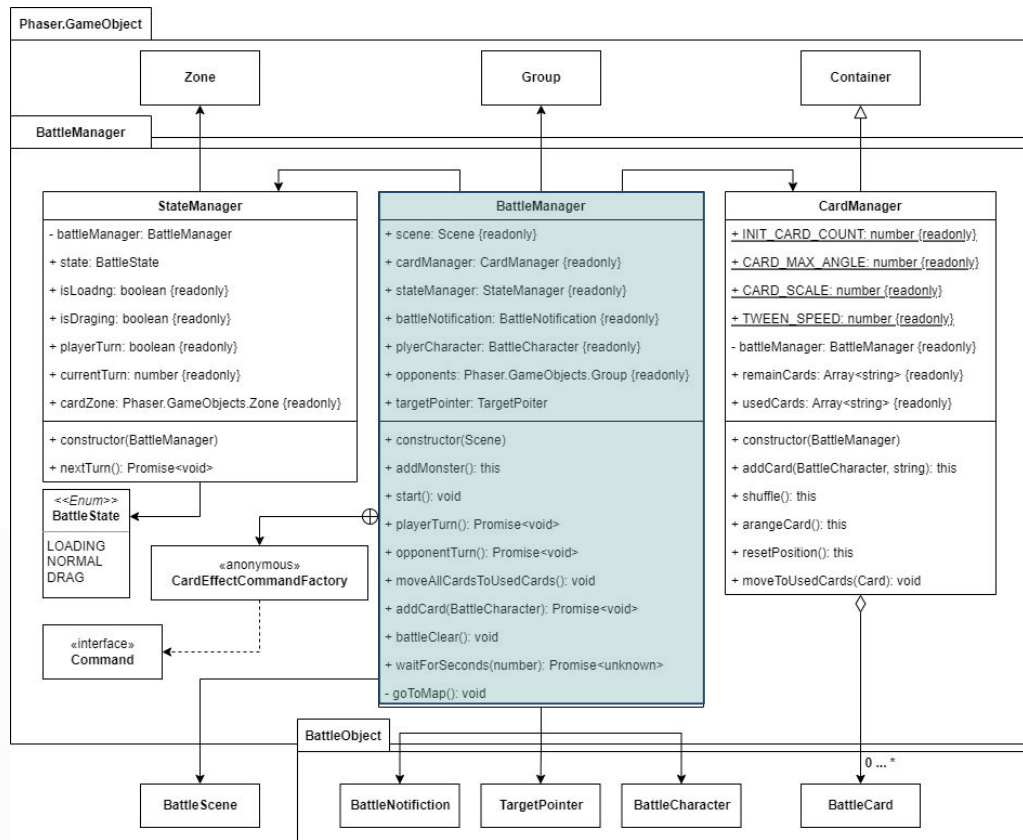 Phaser.GameObject
Zone
Group
Container
BattleManager
StateManager
- battleManager: BattleManager
+ state: BattleState
+ isLoadng: boolean {readonly}
+ isDraging: boolean {readonly}
+ playerTurn: boolean {readonly}
+ currentTurn: number {readonly}
+ cardZone: Phaser.GameObjects.Zone {readonly}
+ constructor(BattleManager)
+ nextTurn(): Promise<void>
BattleManager
+ scene: Scene {readonly}
+ cardManager: CardManager {readonly}
+ stateManager: StateManager {readonly}
+ battleNotification: BattleNotification {readonly}
+ plyerCharacter: BattleCharacter {readonly}
+ opponents: Phaser.GameObjects.Group {readonly}
+ targetPointer: TargetPoiter
+ constructor(Scene)
+ addMonster(): this
+ start(): void
+ playerTurn(): Promise<void>
+ opponentTurn(): Promise<void>
+ moveAllCardsToUsedCards(): void
+ addCard(BattleCharacter): Promise<void>
+ battleClear(): void
+ waitForSeconds(number): Promise<unknown>
- goToMap(): void
CardManager
+ INIT_CARD_COUNT: number {readonly}
+ CARD_MAX_ANGLE: number {readonly}
+ CARD_SCALE: number {readonly}
+ TWEEN_SPEED: number {readonly}
- battleManager: BattleManager {readonly}
+ remainCards: Array<string> {readonly}
+ usedCards: Array<string> {readonly}
+ constructor(BattleManager)
+ addCard(BattleCharacter, string): this
+ shuffle(): this
+ arangeCard(): this
+ resetPosition(): this
+ moveToUsedCards(Card): void
<<Enum>>
BattleState
LOADING
NORMAL
DRAG
«anonymous»
CardEffectCommandFactory
«interface»
Command
BattleObject
0 ... *
BattleScene
BattleNotifiction
TargetPointer
BattleCharacter
BattleCard